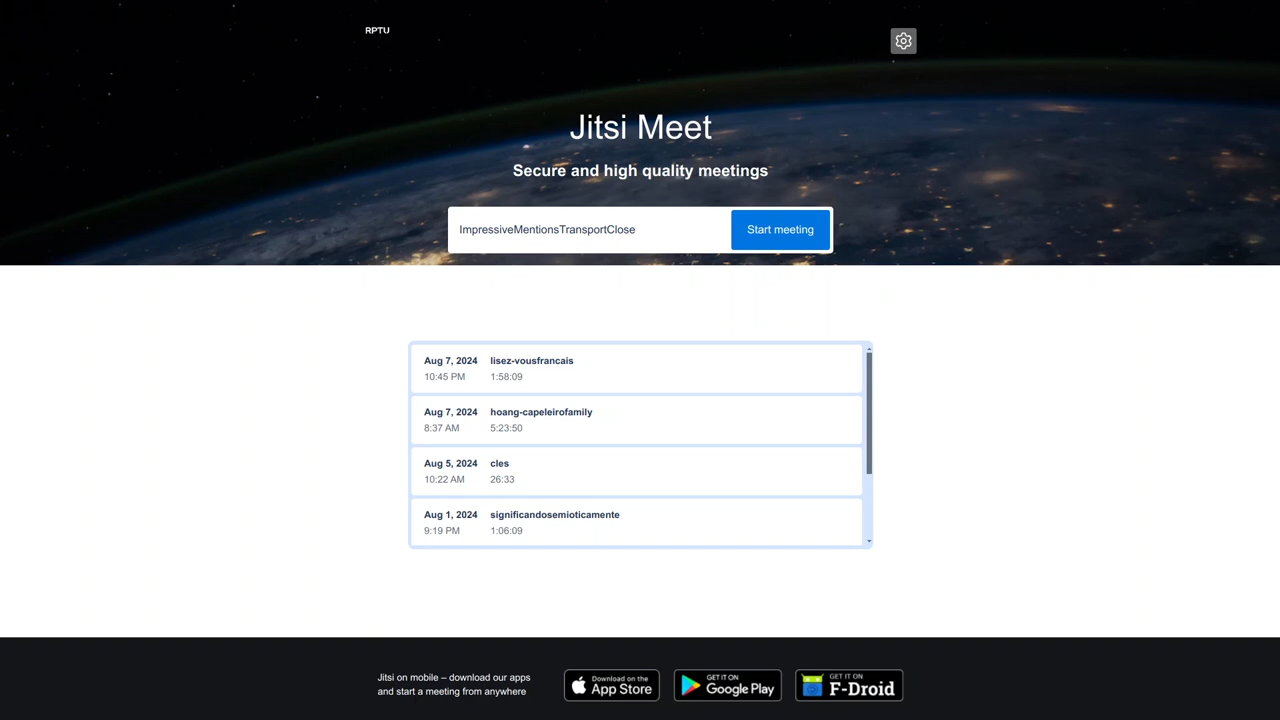 RPTU
Jitsi Meet
Secure and high quality meetings
ImpressiveMentionsTransportClose
Start meeting
Aug 7, 2024 lisez-vousfrancais
10:45 PM 1:58:09
Aug 7, 2024 hoang-capeleirofamily
8:37 AM 5:23:50
Aug 5, 2024 cles
10:22 AM 26:33
Aug 1, 2024 significandosemioticamente
9:19 PM 1:06:09
Jitsi on mobile – download our apps
and start a meeting from anywhere
Download on the
App Store
GET IT ON
Google Play
GET IT ON
F-Droid